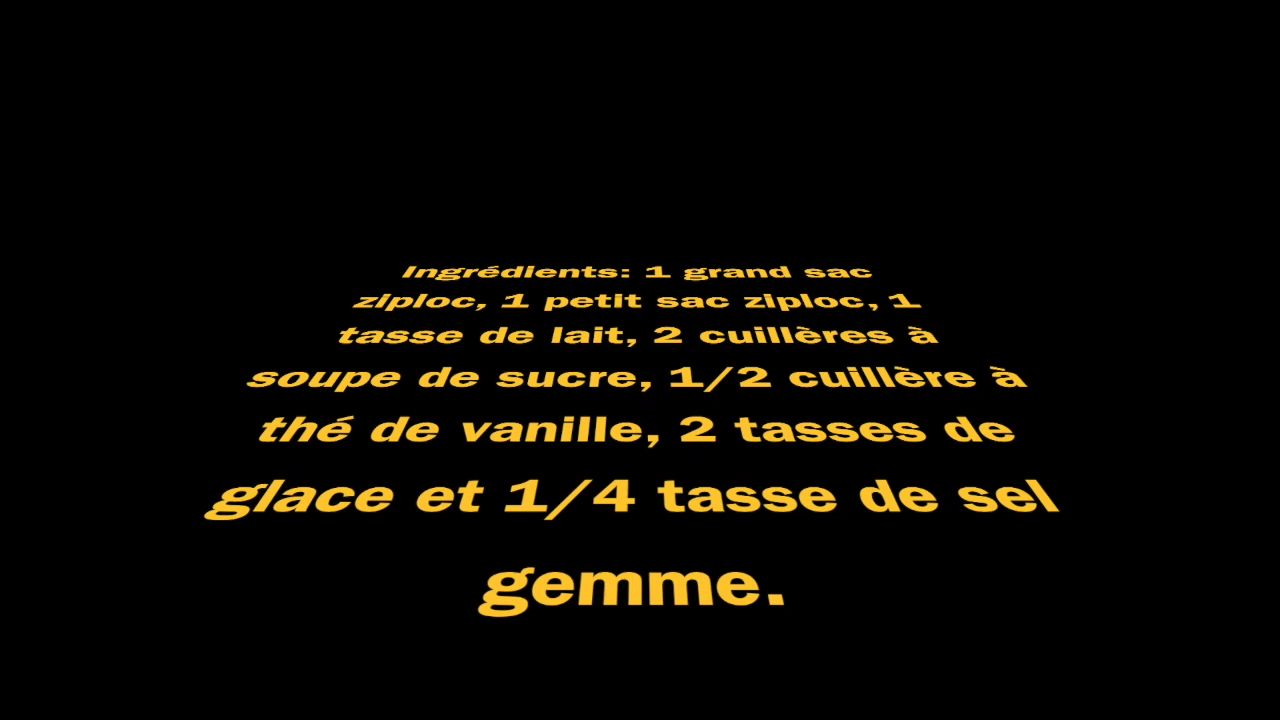 Ingrédients: 1 grand sac
ziploc, 1 petit sac ziploc, 1
tasse de lait, 2 cuillères à
soupe de sucre, 1/2 cuillère à
thé de vanille, 2 tasses de
glace et 1/4 tasse de sel
gemme.